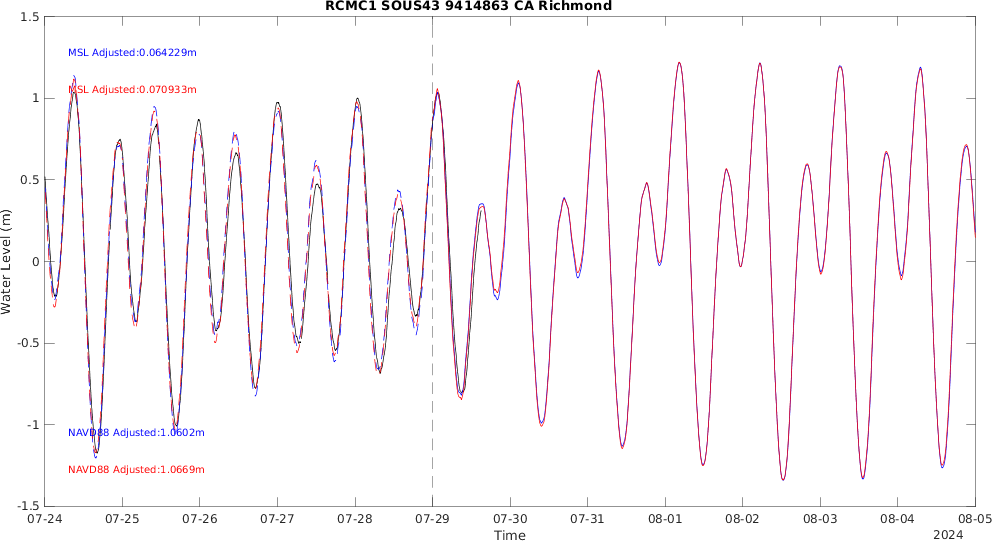 RCMC1 SOUS43 9414863 CA Richmond
1.5
MSL Adjusted:0.064229m
1
MSL Adjusted:0.070933m
0.5
Water Level (m)
0
-0.5
-1
NAVD88 Adjusted:1.0602m
NAVD88 Adjusted:1.0669m
-1.5
07-24 07-25 07-26 07-27 07-28 07-29 07-30 07-31 08-01 08-02 08-03 08-04 08-05
Time
2024